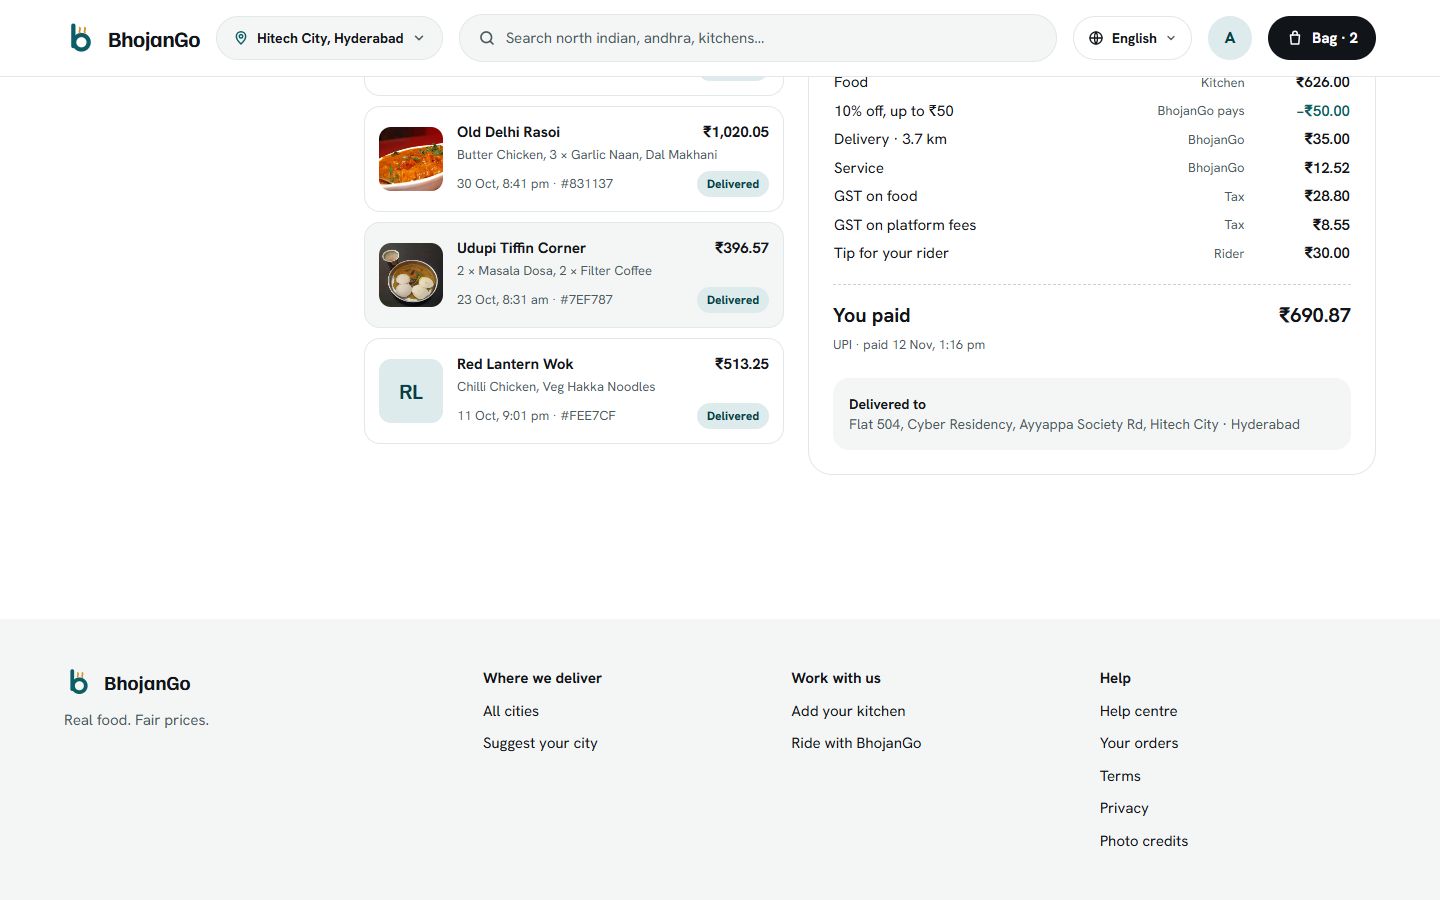 BhojanGo
Hitech City, Hyderabad
Search north indian, andhra, kitchens...
English
A
Bag · 2
Old Delhi Rasoi ₹1,020.05
Butter Chicken, 3 × Garlic Naan, Dal Makhani
30 Oct, 8:41 pm · #831137 Delivered
Udupi Tiffin Corner ₹396.57
2 × Masala Dosa, 2 × Filter Coffee
23 Oct, 8:31 am · #7EF787 Delivered
RL
Red Lantern Wok ₹513.25
Chilli Chicken, Veg Hakka Noodles
11 Oct, 9:01 pm · #FEE7CF Delivered
Food Kitchen ₹626.00
10% off, up to ₹50 BhojanGo pays −₹50.00
Delivery · 3.7 km BhojanGo ₹35.00
Service BhojanGo ₹12.52
GST on food Tax ₹28.80
GST on platform fees Tax ₹8.55
Tip for your rider Rider ₹30.00
You paid ₹690.87
UPI · paid 12 Nov, 1:16 pm
Delivered to
Flat 504, Cyber Residency, Ayyappa Society Rd, Hitech City · Hyderabad
BhojanGo
Real food. Fair prices.
Where we deliver
All cities
Suggest your city
Work with us
Add your kitchen
Ride with BhojanGo
Help
Help centre
Your orders
Terms
Privacy
Photo credits